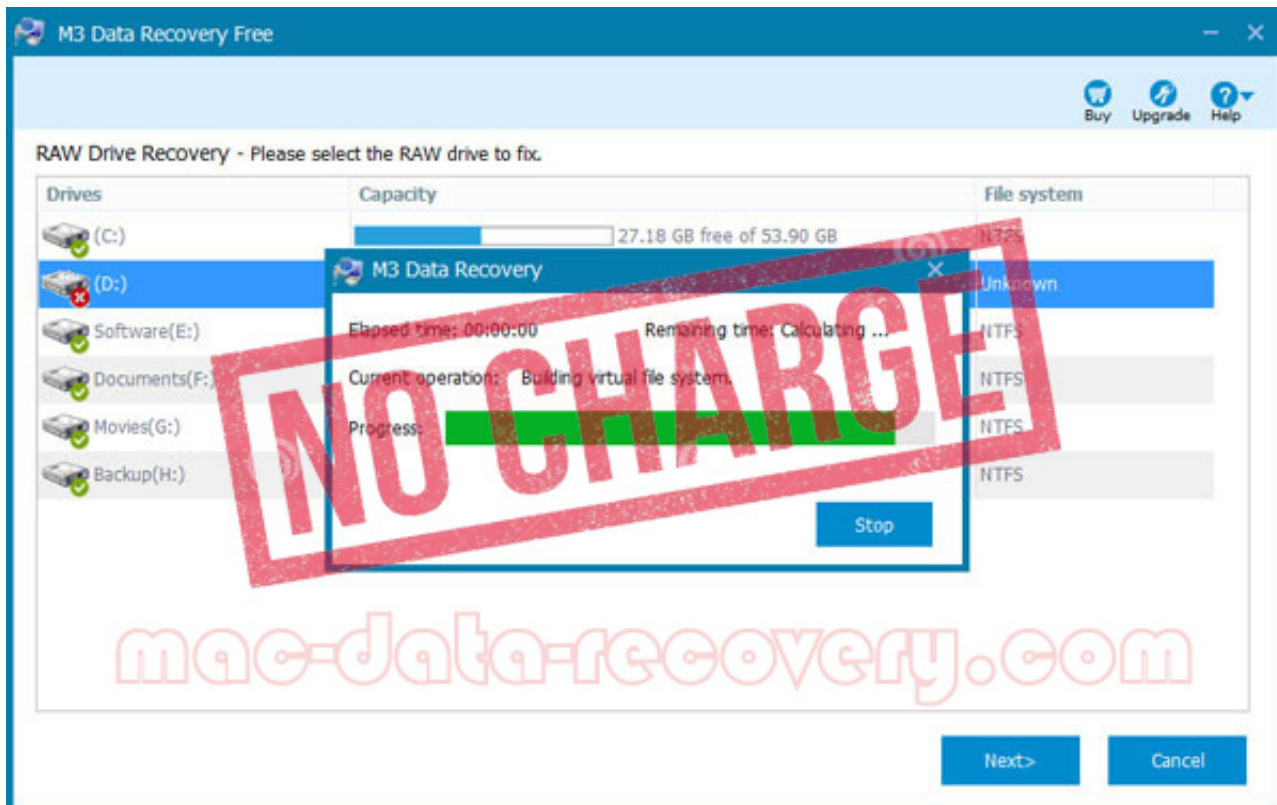 M3 Data Recovery Free
Buy Upgrade Help
RAW Drive Recovery - Please select the RAW drive to fix.
Drives Capacity File system
(C:) 27.18 GB free of 53.90 GB NTFS
(D:) Unknown
M3 Data Recovery
Software(E:) NTFS
Elapsed time: 00:00:00 Remaining time: Calculating ...
Documents(F:) NTFS
Current operation: Building virtual file system.
Movies(G:) NTFS
Progress:
Backup(H:) NTFS
Stop
NO CHARGE
mac-data-recovery.com
Next> Cancel